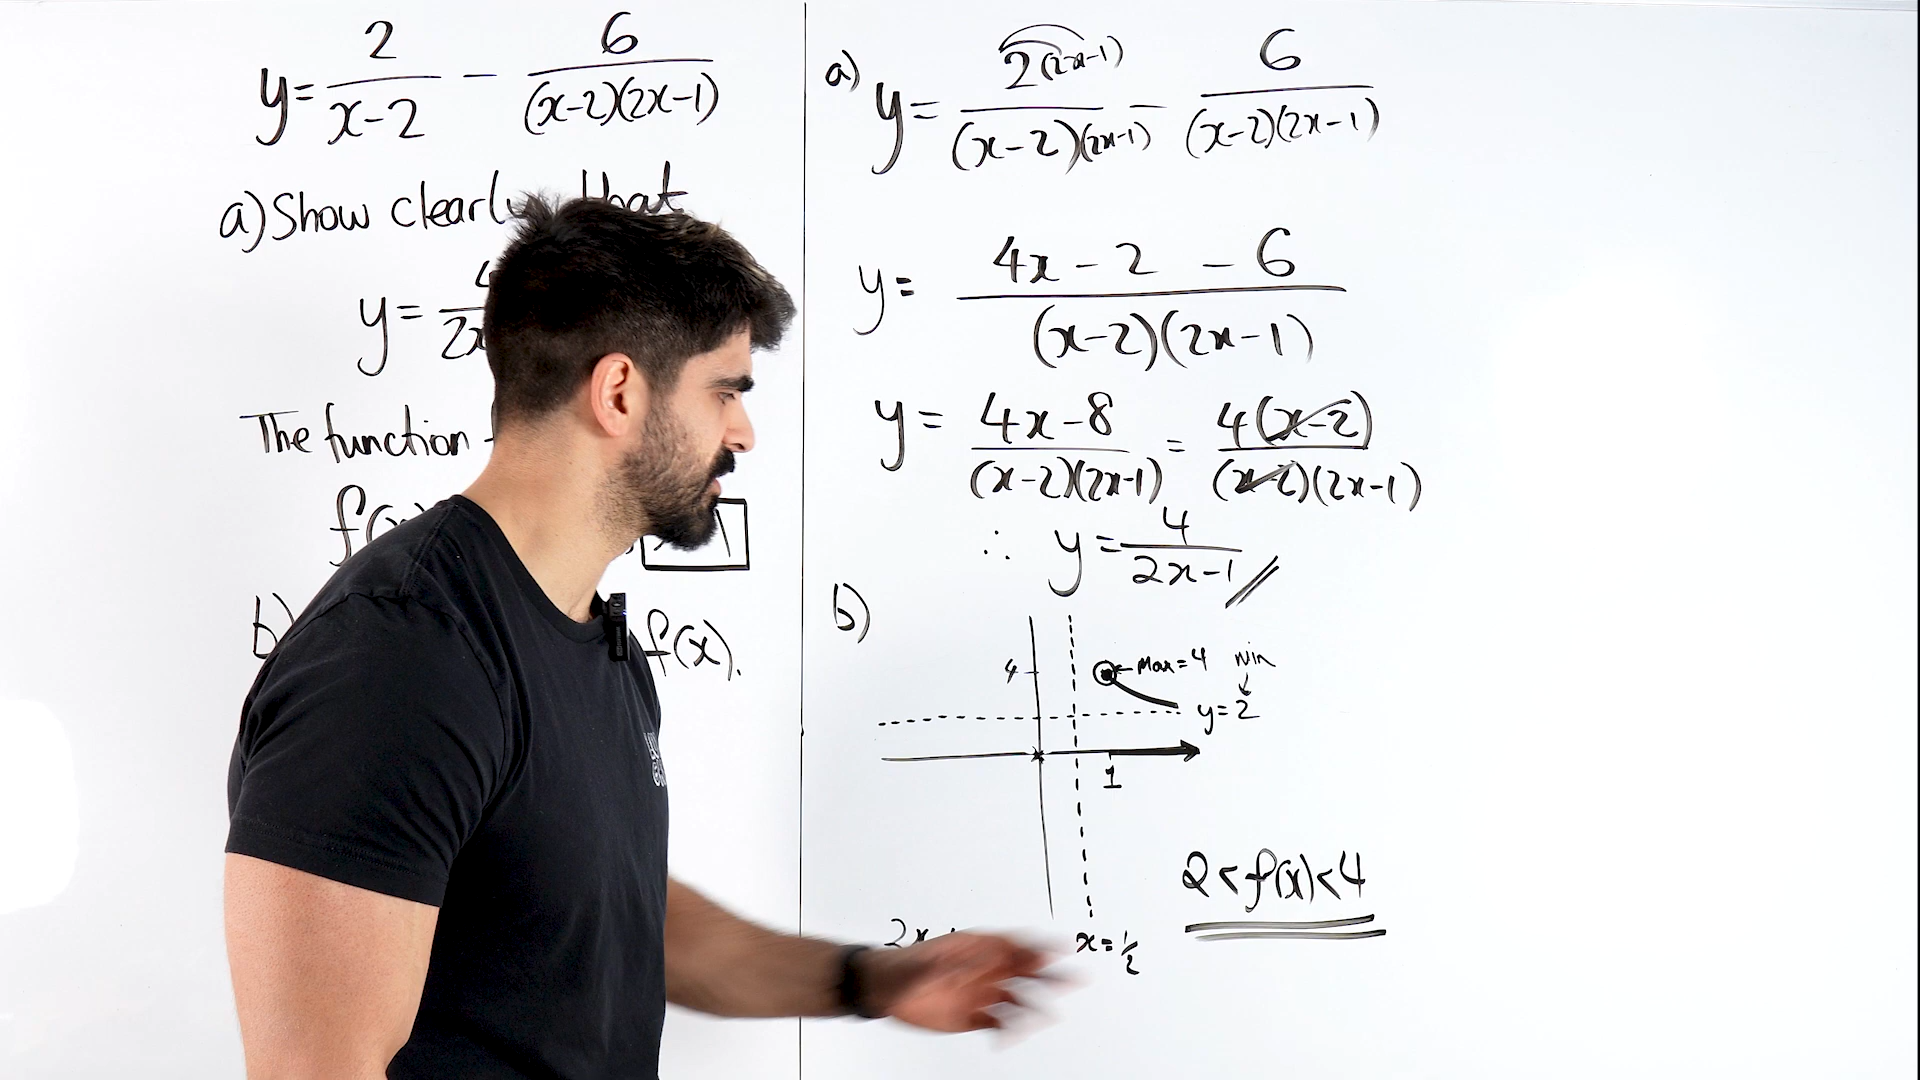 y = 2/(x-2) - 6/((x-2)(2x-1))
a) Show clearly that
y =
The function
f(x)
b) f(x).
a) y = 2(2x-1)/((x-2)(2x-1)) - 6/((x-2)(2x-1))
y = (4x - 2 - 6)/((x-2)(2x-1))
y = (4x-8)/((x-2)(2x-1)) = 4(x-2)/((x-2)(2x-1))
∴ y = 4/(2x-1)
b)
4 Max=4 Min
y=2
1
2<f(x)<4
x=1/2